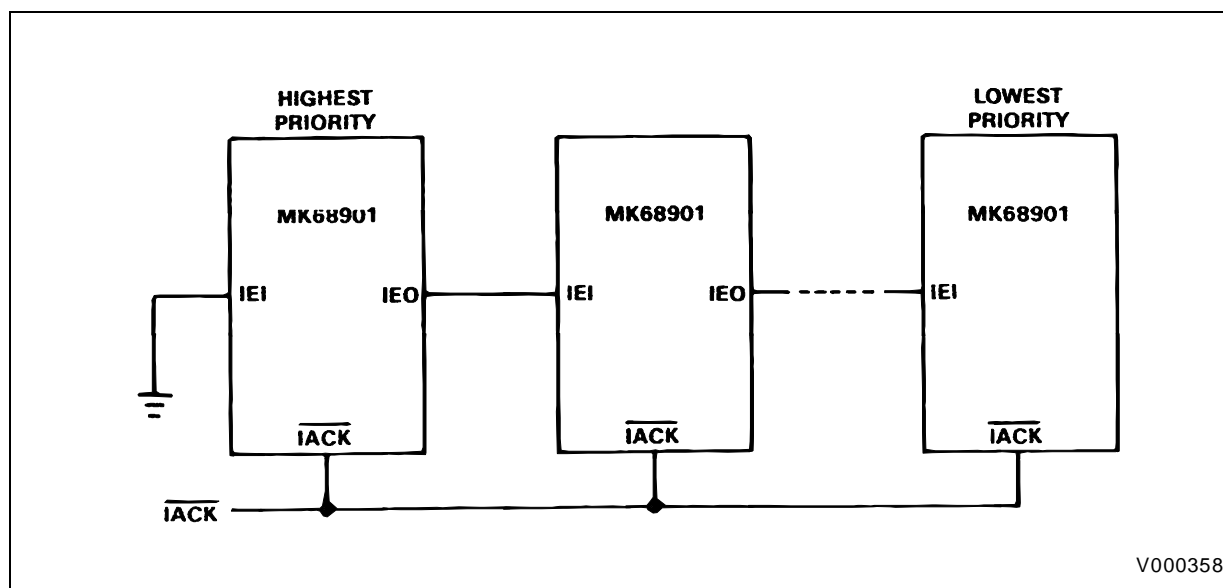 HIGHEST
PRIORITY
LOWEST
PRIORITY
MK68901
MK68901
MK68901
IEI
IEO
IEI
IEO
IEI
IACK
IACK
IACK
IACK
V000358